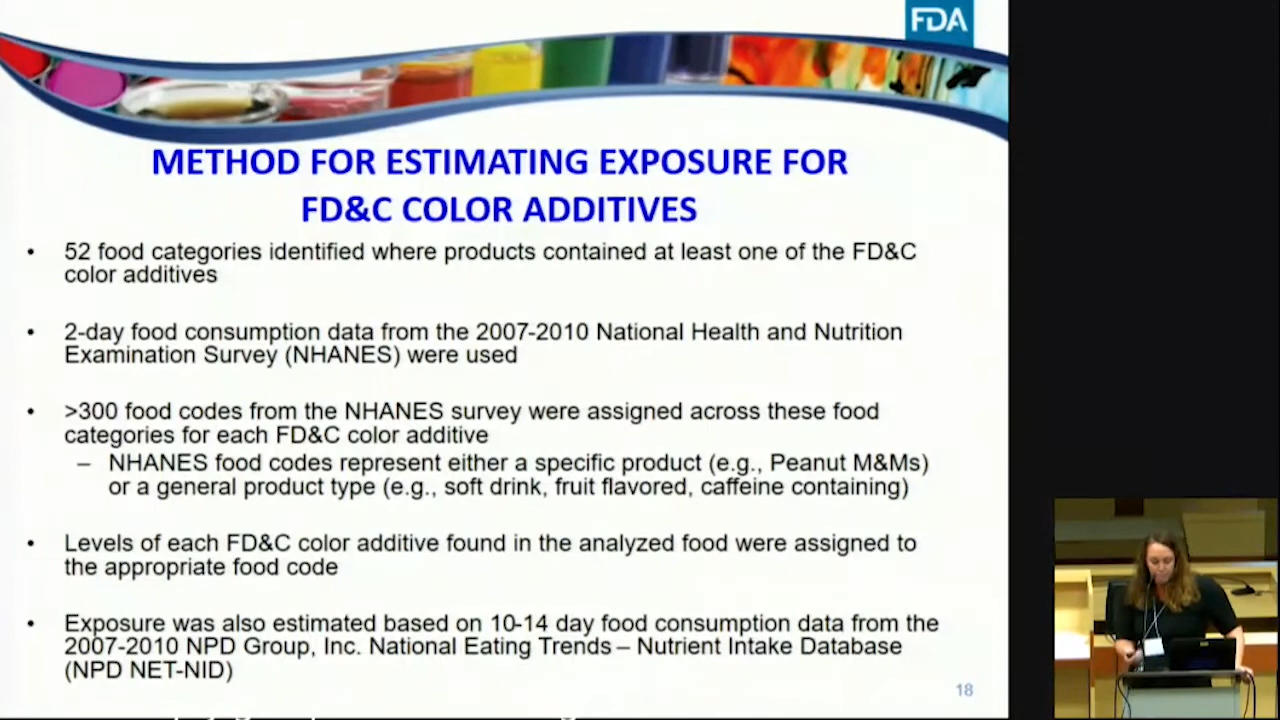 FDA
METHOD FOR ESTIMATING EXPOSURE FOR
FD&C COLOR ADDITIVES
• 52 food categories identified where products contained at least one of the FD&C
color additives
• 2-day food consumption data from the 2007-2010 National Health and Nutrition
Examination Survey (NHANES) were used
• >300 food codes from the NHANES survey were assigned across these food
categories for each FD&C color additive
– NHANES food codes represent either a specific product (e.g., Peanut M&Ms)
or a general product type (e.g., soft drink, fruit flavored, caffeine containing)
• Levels of each FD&C color additive found in the analyzed food were assigned to
the appropriate food code
• Exposure was also estimated based on 10-14 day food consumption data from the
2007-2010 NPD Group, Inc. National Eating Trends – Nutrient Intake Database
(NPD NET-NID)
18